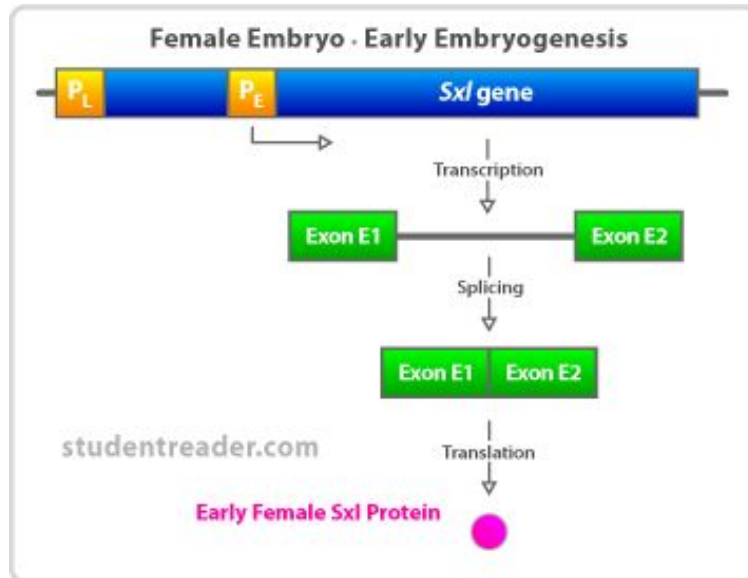 Female Embryo - Early Embryogenesis
PL PE Sxl gene
Transcription
Exon E1 Exon E2
Splicing
Exon E1 Exon E2
studentreader.com
Translation
Early Female Sxl Protein